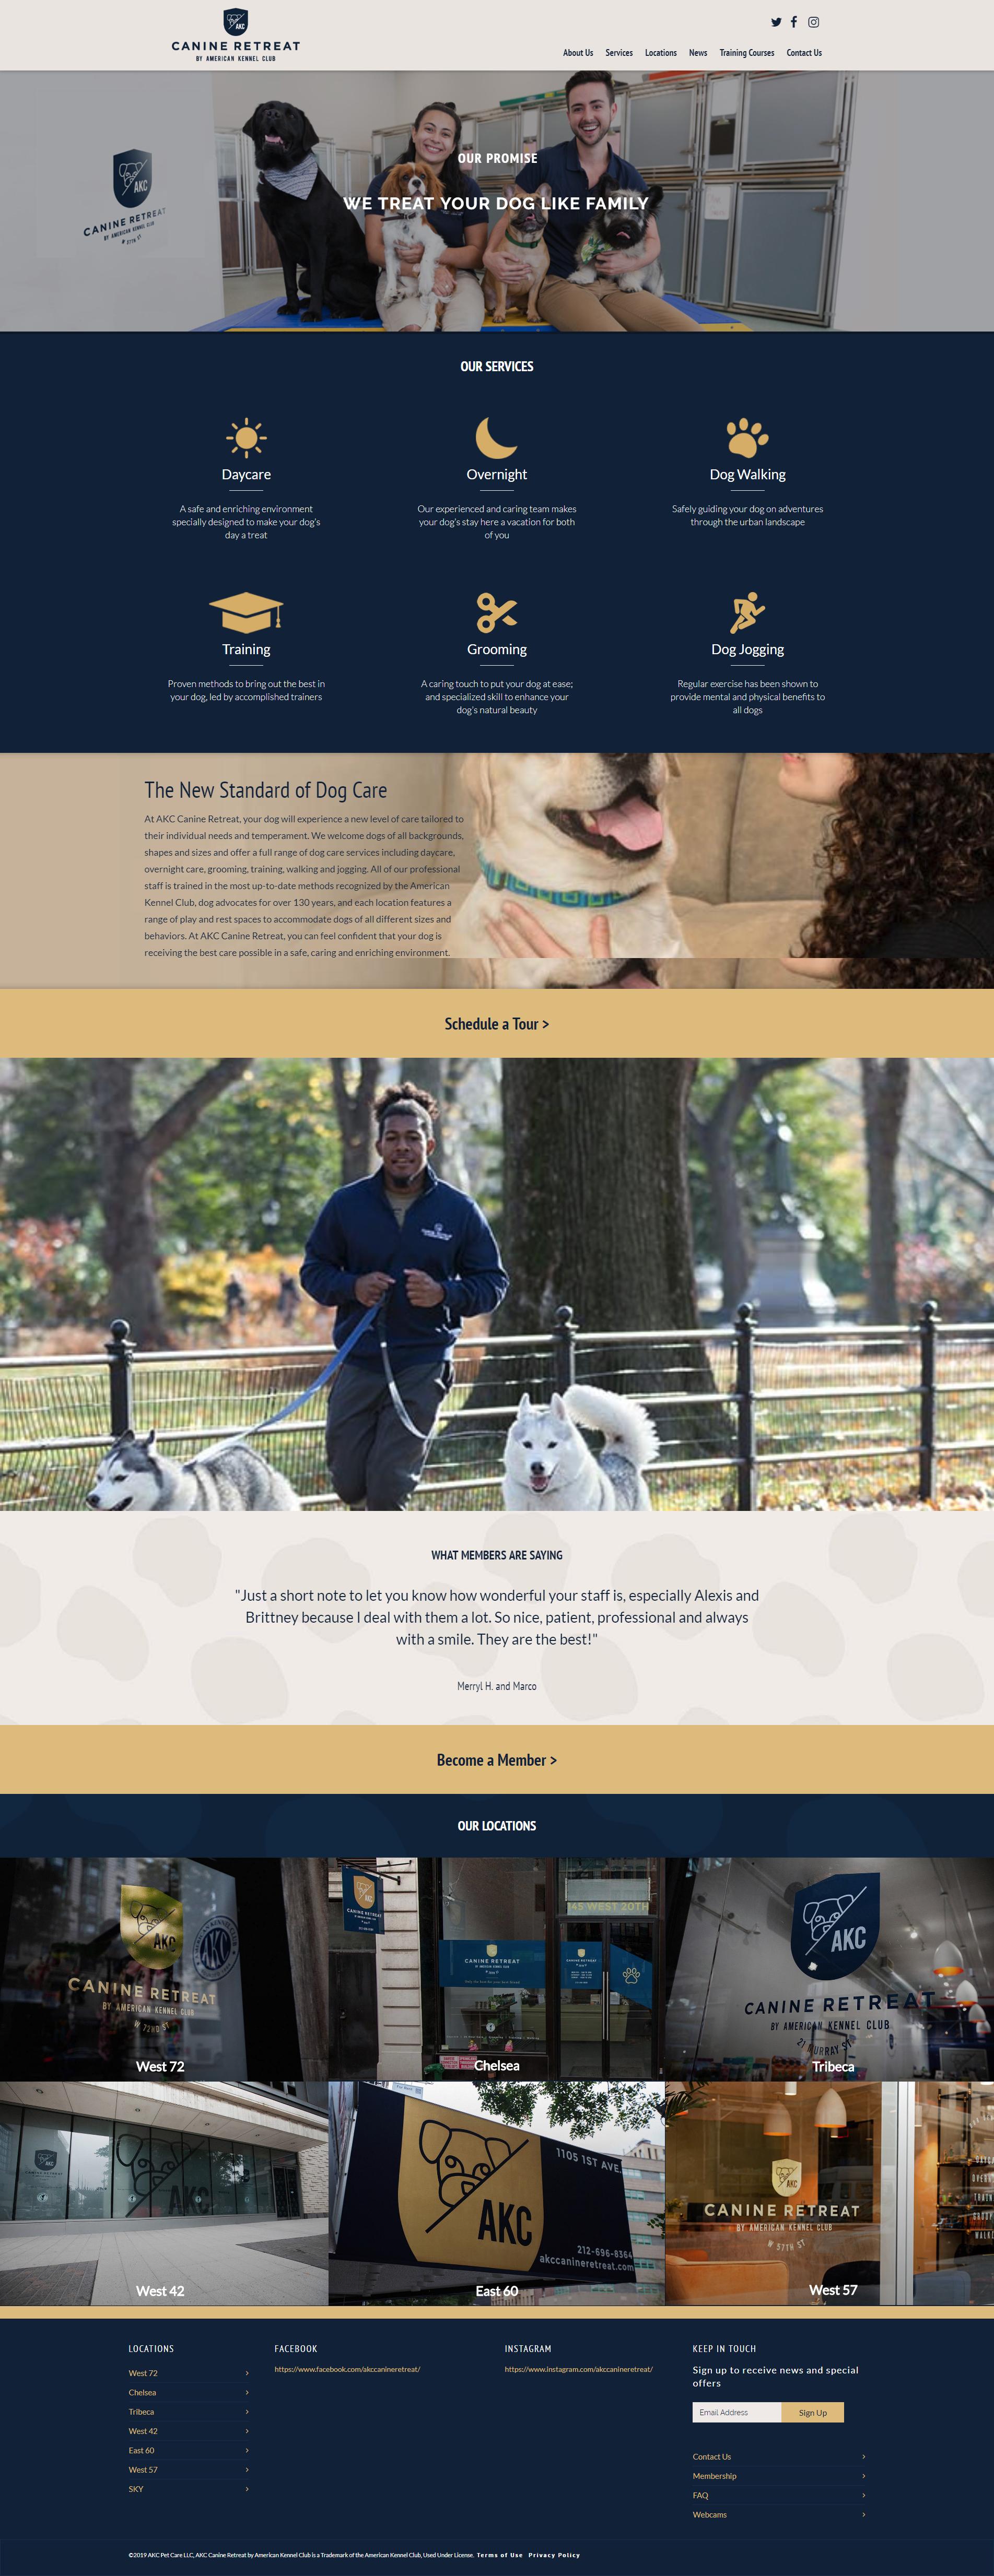 AKC
CANINE RETREAT
BY AMERICAN KENNEL CLUB
About Us Services Locations News Training Courses Contact Us
OUR PROMISE
WE TREAT YOUR DOG LIKE FAMILY
AKC
CANINE RETREAT
BY AMERICAN KENNEL CLUB
W 57TH ST
OUR SERVICES
Daycare
A safe and enriching environment
specially designed to make your dog's
day a treat
Overnight
Our experienced and caring team makes
your dog's stay here a vacation for both
of you
Dog Walking
Safely guiding your dog on adventures
through the urban landscape
Training
Proven methods to bring out the best in
your dog, led by accomplished trainers
Grooming
A caring touch to put your dog at ease;
and specialized skill to enhance your
dog's natural beauty
Dog Jogging
Regular exercise has been shown to
provide mental and physical benefits to
all dogs
The New Standard of Dog Care
At AKC Canine Retreat, your dog will experience a new level of care tailored to
their individual needs and temperament. We welcome dogs of all backgrounds,
shapes and sizes and offer a full range of dog care services including daycare,
overnight care, grooming, training, walking and jogging. All of our professional
staff is trained in the most up-to-date methods recognized by the American
Kennel Club, dog advocates for over 130 years, and each location features a
range of play and rest spaces to accommodate dogs of all different sizes and
behaviors. At AKC Canine Retreat, you can feel confident that your dog is
receiving the best care possible in a safe, caring and enriching environment.
Schedule a Tour >
WHAT MEMBERS ARE SAYING
"Just a short note to let you know how wonderful your staff is, especially Alexis and
Brittney because I deal with them a lot. So nice, patient, professional and always
with a smile. They are the best!"
Merryl H. and Marco
Become a Member >
OUR LOCATIONS
AKC
CANINE RETREAT
BY AMERICAN KENNEL CLUB
W 72ND ST
West 72
AKC
CANINE RETREAT
145 WEST 20TH
CANINE RETREAT
Chelsea
AKC
CANINE RETREAT
BY AMERICAN KENNEL CLUB
21 MURRAY ST
Tribeca
AKC
West 42
1105 1ST AVE.
AKC
212-696-8364
akccanineretreat.com
East 60
AKC
CANINE RETREAT
BY AMERICAN KENNEL CLUB
W 57TH ST
West 57
LOCATIONS
West 72
Chelsea
Tribeca
West 42
East 60
West 57
SKY
FACEBOOK
https://www.facebook.com/akccanineretreat/
INSTAGRAM
https://www.instagram.com/akccanineretreat/
KEEP IN TOUCH
Sign up to receive news and special
offers
Email Address Sign Up
Contact Us
Membership
FAQ
Webcams
©2019 AKC Pet Care LLC, AKC Canine Retreat by American Kennel Club is a Trademark of the American Kennel Club, Used Under License. Terms of Use Privacy Policy